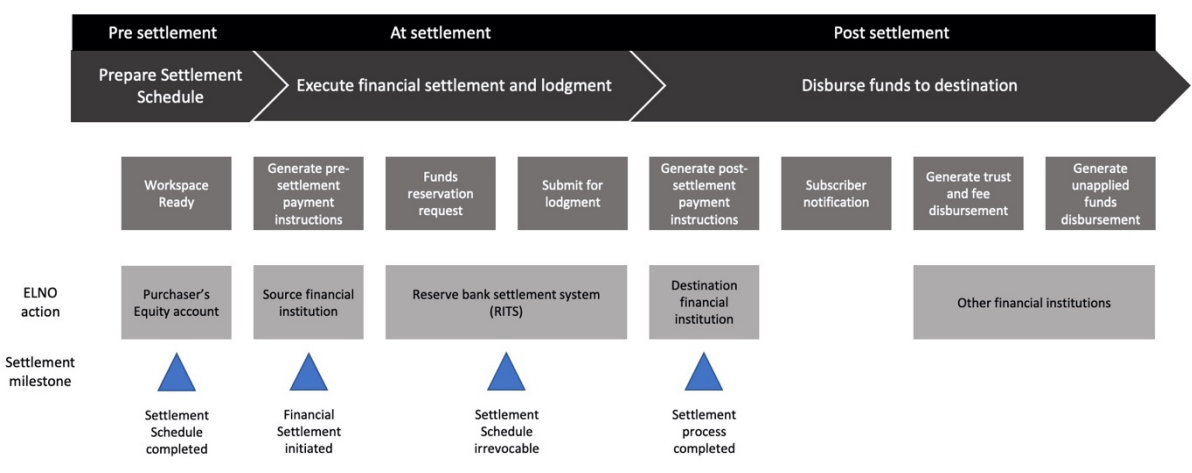 Pre settlement
At settlement
Post settlement
Prepare Settlement
Schedule
Execute financial settlement and lodgment
Disburse funds to destination
Workspace
Ready
Generate pre-
settlement
payment
instructions
Funds
reservation
request
Submit for
lodgment
Generate post-
settlement
payment
instructions
Subscriber
notification
Generate trust
and fee
disbursement
Generate
unapplied
funds
disbursement
ELNO
action
Purchaser's
Equity account
Source financial
institution
Reserve bank settlement system
(RITS)
Destination
financial
institution
Other financial institutions
Settlement
milestone
Settlement
Schedule
completed
Financial
Settlement
initiated
Settlement
Schedule
irrevocable
Settlement
process
completed